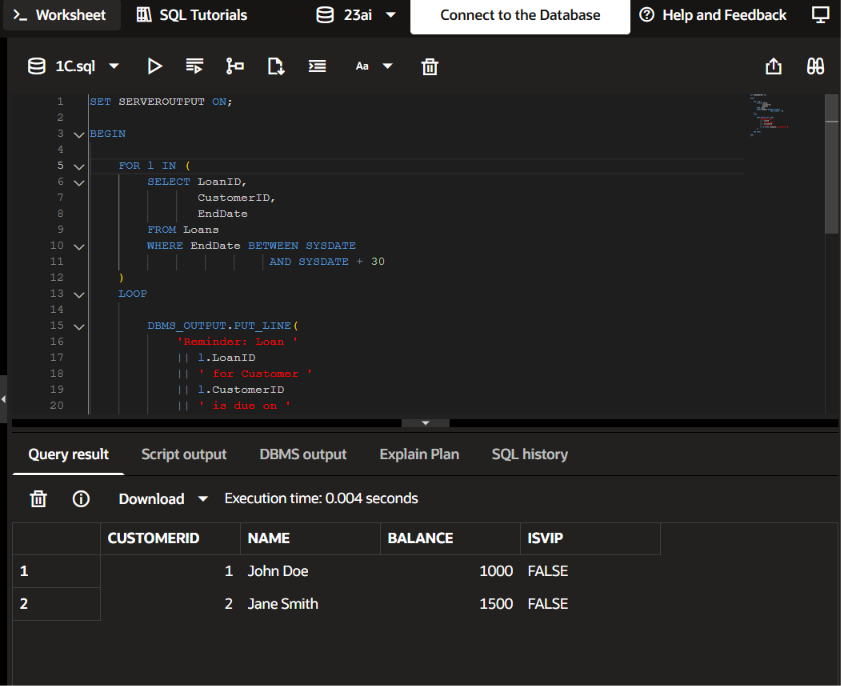 >_ Worksheet SQL Tutorials 23ai Connect to the Database Help and Feedback
1C.sql Aa
1 SET SERVEROUTPUT ON;
2
3 BEGIN
4
5 FOR l IN (
6 SELECT LoanID,
7 CustomerID,
8 EndDate
9 FROM Loans
10 WHERE EndDate BETWEEN SYSDATE
11 AND SYSDATE + 30
12 )
13 LOOP
14
15 DBMS_OUTPUT.PUT_LINE(
16 'Reminder: Loan '
17 || l.LoanID
18 || ' for Customer '
19 || l.CustomerID
20 || ' is due on '
Query result Script output DBMS output Explain Plan SQL history
Download Execution time: 0.004 seconds
CUSTOMERID NAME BALANCE ISVIP
1 1 John Doe 1000 FALSE
2 2 Jane Smith 1500 FALSE